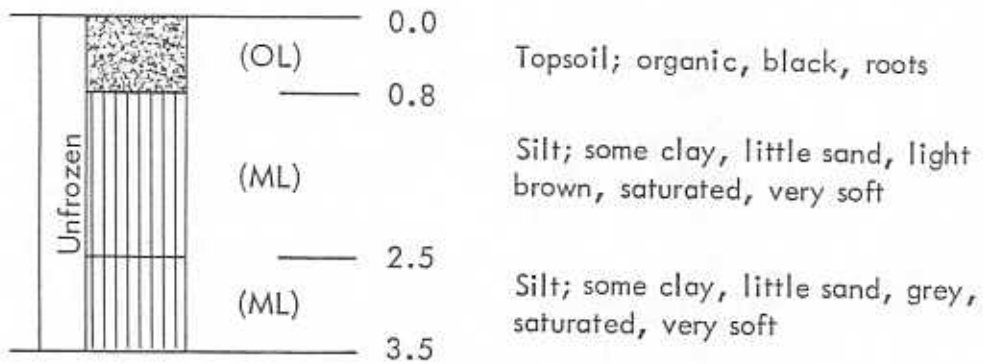 0.0
(OL)
Topsoil; organic, black, roots
0.8
Unfrozen
(ML)
Silt; some clay, little sand, light
brown, saturated, very soft
2.5
(ML)
Silt; some clay, little sand, grey,
saturated, very soft
3.5